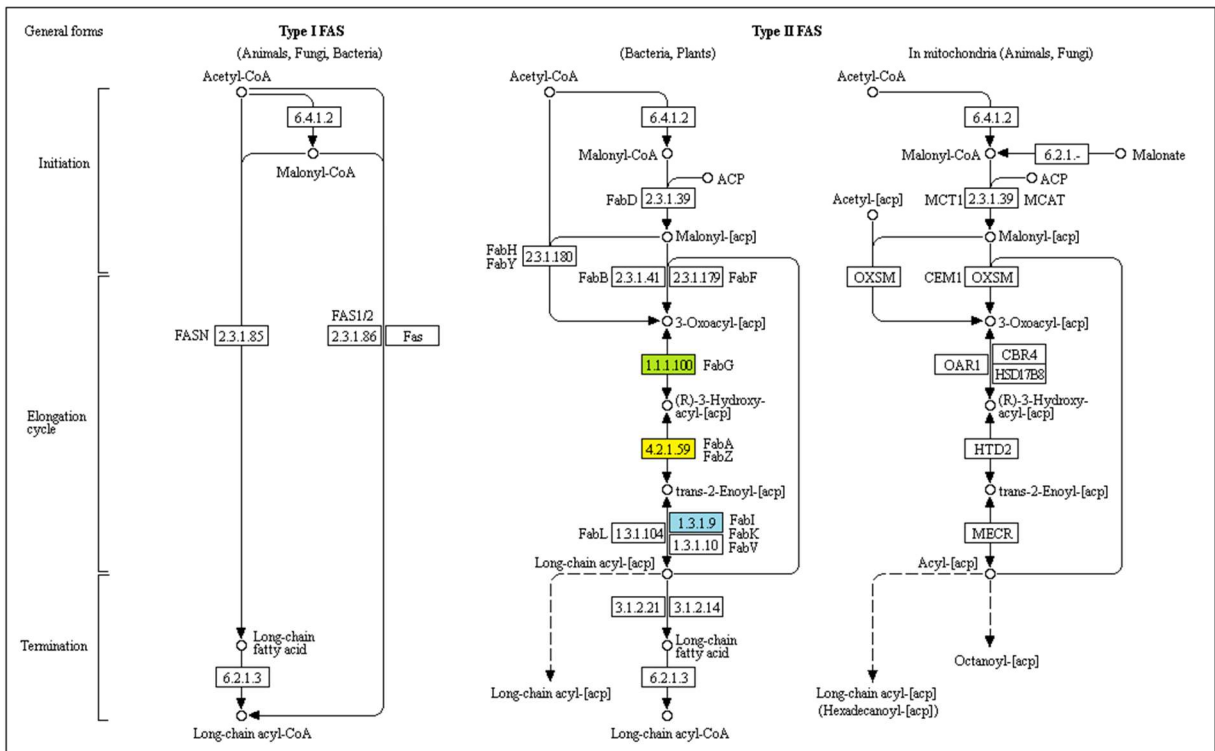 General forms
Type I FAS
(Animals, Fungi, Bacteria)
Type II FAS
(Bacteria, Plants)
In mitochondria (Animals, Fungi)
Initiation
Elongation
cycle
Termination
Acetyl-CoA
6.4.1.2
Malonyl-CoA
FASN
2.3.1.85
FAS1/2
2.3.1.86
Fas
Long-chain
fatty acid
6.2.1.3
Long-chain acyl-CoA
Acetyl-CoA
6.4.1.2
Malonyl-CoA
ACP
FabD
2.3.1.39
Malonyl-[acp]
FabH
FabY
2.3.1.180
FabB
2.3.1.41
2.3.1.179
FabF
3-Oxoacyl-[acp]
1.1.1.100
FabG
(R)-3-Hydroxy-
acyl-[acp]
4.2.1.59
FabA
FabZ
trans-2-Enoyl-[acp]
FabL
1.3.1.104
1.3.1.9
1.3.1.10
FabI
FabK
FabV
Long-chain acyl-[acp]
3.1.2.21
3.1.2.14
Long-chain
fatty acid
6.2.1.3
Long-chain acyl-[acp]
Long-chain acyl-CoA
Acetyl-CoA
6.4.1.2
Malonyl-CoA
6.2.1.-
Malonate
ACP
MCT1
2.3.1.39
MCAT
Acetyl-[acp]
Malonyl-[acp]
OXSM
CEM1
OXSM
3-Oxoacyl-[acp]
OAR1
CBR4
HSD17B8
(R)-3-Hydroxy-
acyl-[acp]
HTD2
trans-2-Enoyl-[acp]
MECR
Acyl-[acp]
Octanoyl-[acp]
Long-chain acyl-[acp]
(Hexadecanoyl-[acp])